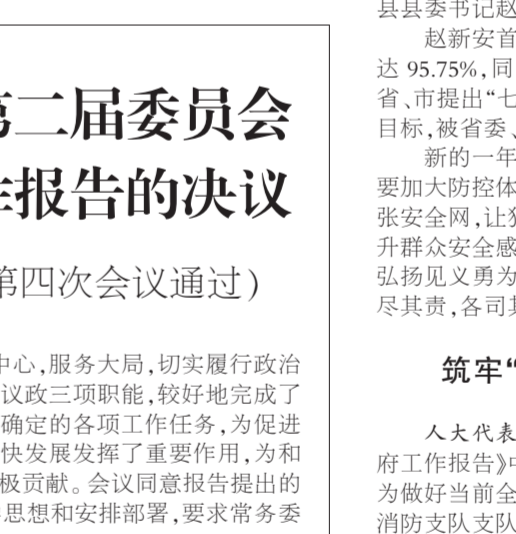 第二届委员会
作报告的决议
第四次会议通过）
中心，服务大局，切实履行政治
议政三项职能，较好地完成了
确定的各项工作任务，为促进
快发展发挥了重要作用，为和
极贡献。会议同意报告提出的
思想和安排部署，要求常务委
县县委书记赵
赵新安首
达 95.75%，同
省、市提出“七
目标，被省委、
新的一年
要加大防控体
张安全网，让犭
升群众安全感
弘扬见义勇为
尽其责，各司其
筑牢“
人大代表
府工作报告》中
为做好当前全
消防支队支队